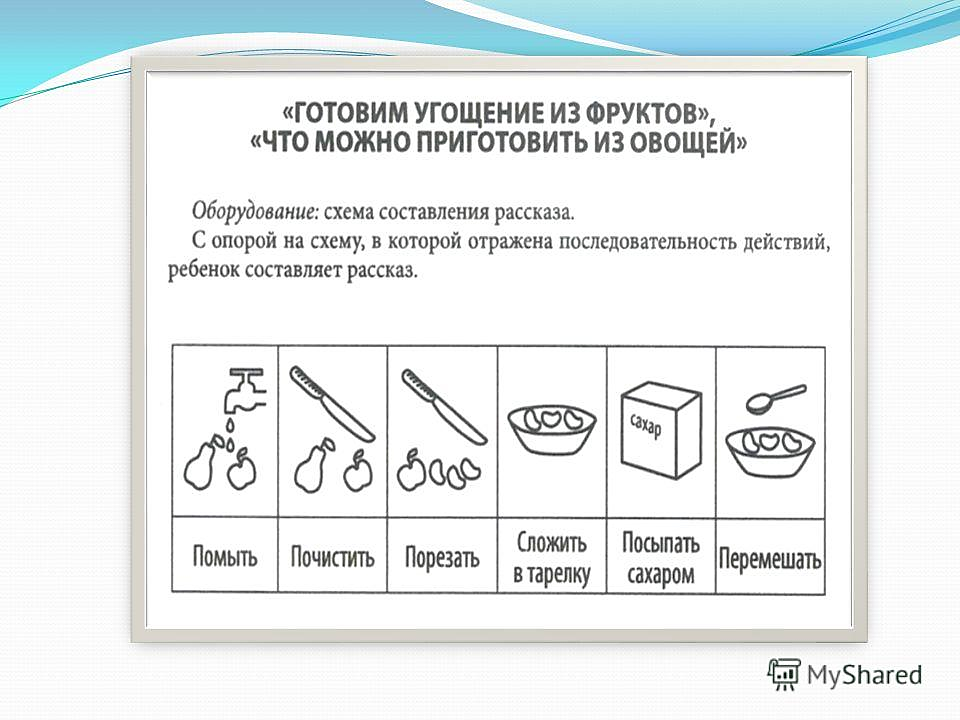 «ГОТОВИМ УГОЩЕНИЕ ИЗ ФРУКТОВ»,
«ЧТО МОЖНО ПРИГОТОВИТЬ ИЗ ОВОЩЕЙ»
Оборудование: схема составления рассказа.
С опорой на схему, в которой отражена последовательность действий,
ребенок составляет рассказ.
сахар
Помыть
Почистить
Порезать
Сложить
в тарелку
Посыпать
сахаром
Перемешать
MyShared